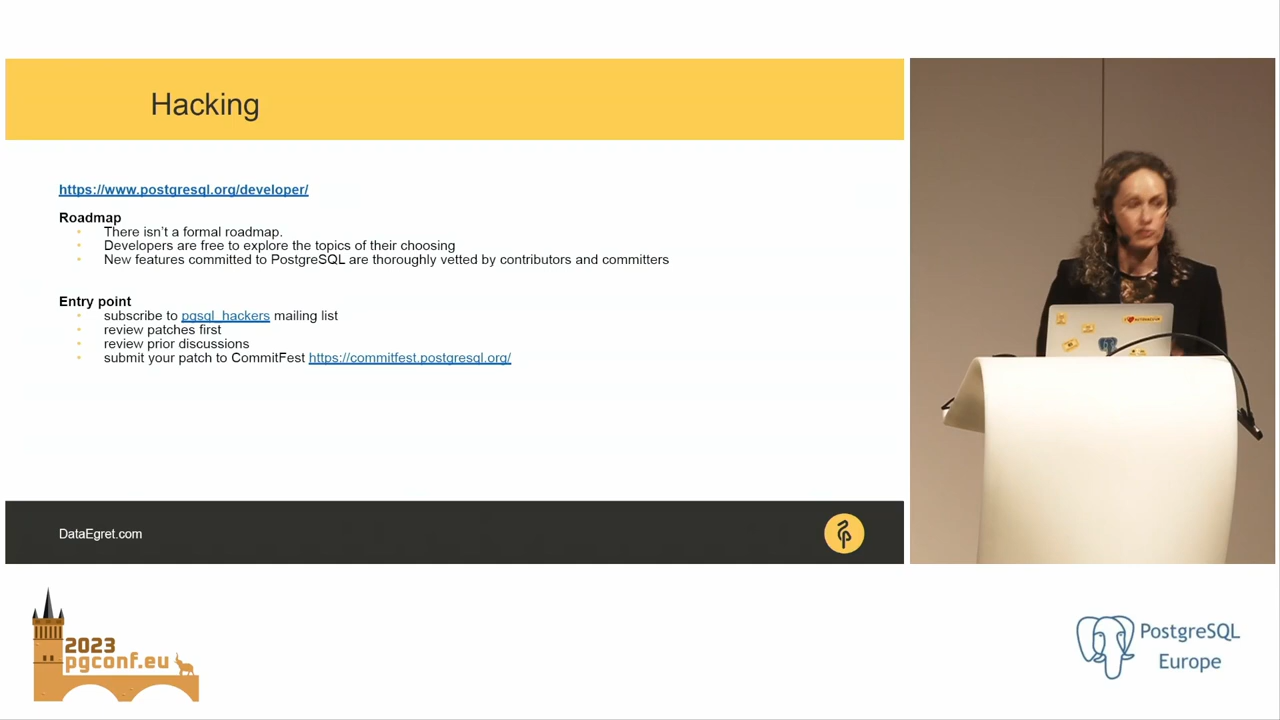 Hacking
https://www.postgresql.org/developer/
Roadmap
There isn't a formal roadmap.
Developers are free to explore the topics of their choosing
New features committed to PostgreSQL are thoroughly vetted by contributors and committers
Entry point
subscribe to pgsql_hackers mailing list
review patches first
review prior discussions
submit your patch to CommitFest https://commitfest.postgresql.org/
DataEgret.com
2023
pgconf.eu
PostgreSQL
Europe